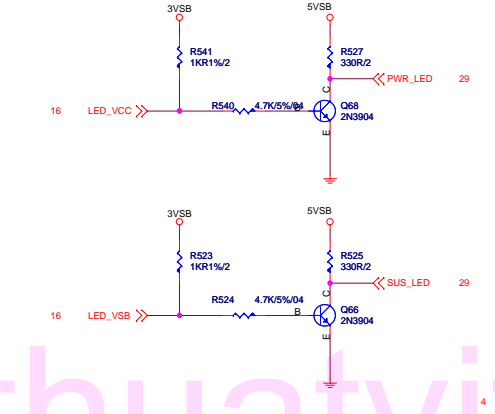 3VSB
5VSB
R541
1KR1%/2
R527
330R/2
PWR_LED 29
C
16 LED_VCC
R540 4.7K/5%/04
B
Q68
2N3904
E
3VSB
5VSB
R523
1KR1%/2
R525
330R/2
SUS_LED 29
C
R524 4.7K/5%/04
16 LED_VSB
B
Q66
2N3904
E
4